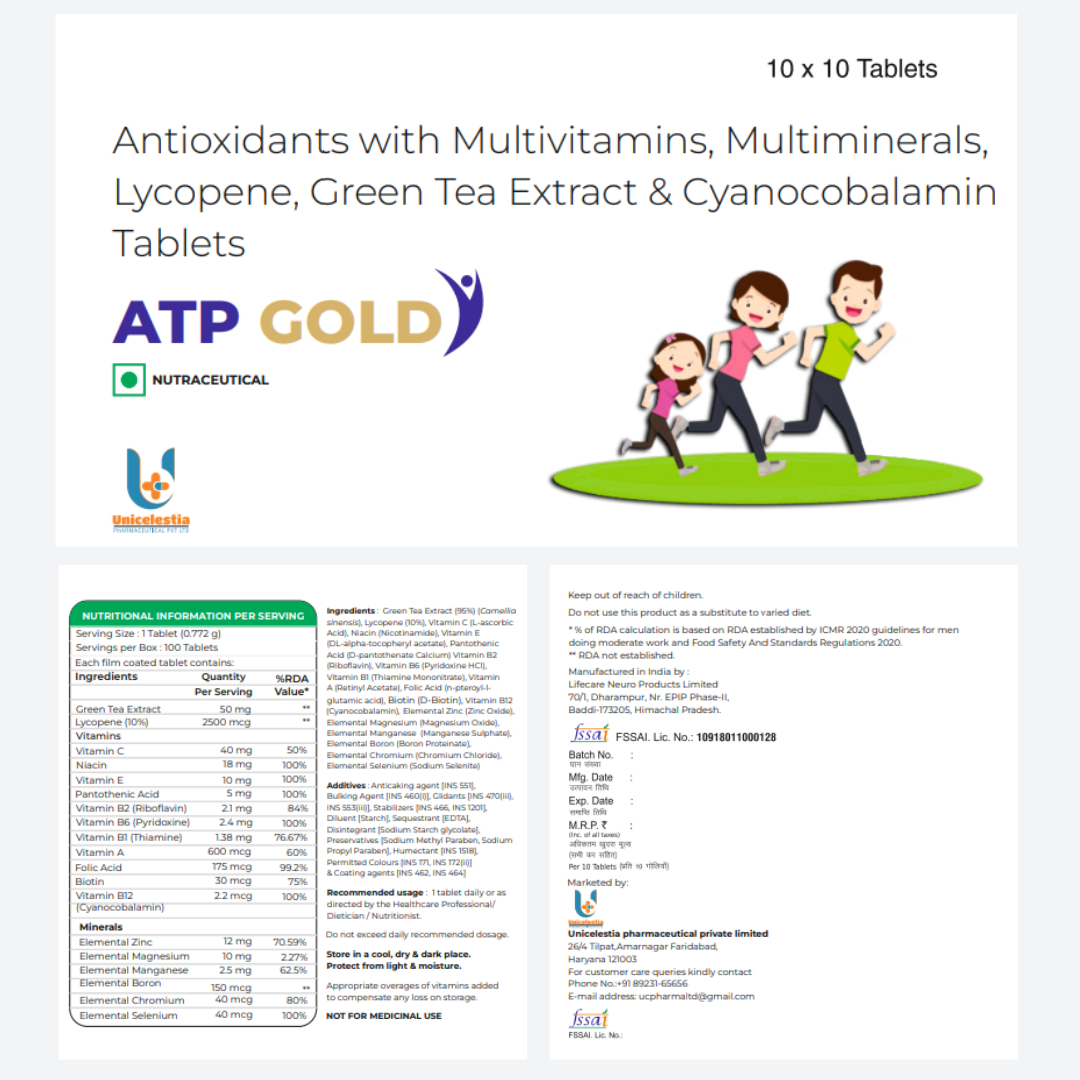 10 x 10 Tablets
Antioxidants with Multivitamins, Multiminerals,
Lycopene, Green Tea Extract & Cyanocobalamin
Tablets
ATP GOLD
NUTRACEUTICAL
Unicelestia
PHARMACEUTICAL PVT LTD
NUTRITIONAL INFORMATION PER SERVING
Serving Size : 1 Tablet (0.772 g)
Servings per Box : 100 Tablets
Each film coated tablet contains:
Ingredients Quantity %RDA
Per Serving Value*
Green Tea Extract 50 mg **
Lycopene (10%) 2500 mcg **
Vitamins
Vitamin C 40 mg 50%
Niacin 18 mg 100%
Vitamin E 10 mg 100%
Pantothenic Acid 5 mg 100%
Vitamin B2 (Riboflavin) 2.1 mg 84%
Vitamin B6 (Pyridoxine) 2.4 mg 100%
Vitamin B1 (Thiamine) 1.38 mg 76.67%
Vitamin A 600 mcg 60%
Folic Acid 175 mcg 99.2%
Biotin 30 mcg 75%
Vitamin B12 2.2 mcg 100%
(Cyanocobalamin)
Minerals
Elemental Zinc 12 mg 70.59%
Elemental Magnesium 10 mg 2.27%
Elemental Manganese 2.5 mg 62.5%
Elemental Boron 150 mcg **
Elemental Chromium 40 mcg 80%
Elemental Selenium 40 mcg 100%
Ingredients : Green Tea Extract (95%) (Camellia
sinensis), Lycopene (10%), Vitamin C (L-ascorbic
Acid), Niacin (Nicotinamide), Vitamin E
(DL-alpha-tocopheryl acetate), Pantothenic
Acid (D-pantothenate Calcium) Vitamin B2
(Riboflavin), Vitamin B6 (Pyridoxine HCl),
Vitamin B1 (Thiamine Mononitrate), Vitamin
A (Retinyl Acetate), Folic Acid (n-pteroyl-l-
glutamic acid), Biotin (D-Biotin), Vitamin B12
(Cyanocobalamin), Elemental Zinc (Zinc Oxide),
Elemental Magnesium (Magnesium Oxide),
Elemental Manganese (Manganese Sulphate),
Elemental Boron (Boron Proteinate),
Elemental Chromium (Chromium Chloride),
Elemental Selenium (Sodium Selenite)
Additives : Anticaking agent [INS 551],
Bulking Agent [INS 460(i)], Glidants [INS 470(iii),
INS 553(iii)], Stabilizers [INS 466, INS 1201],
Diluent [Starch], Sequestrant [EDTA],
Disintegrant [Sodium Starch glycolate],
Preservatives [Sodium Methyl Paraben, Sodium
Propyl Paraben], Humectant [INS 1518],
Permitted Colours [INS 171, INS 172(ii)]
& Coating agents [INS 462, INS 464]
Recommended usage : 1 tablet daily or as
directed by the Healthcare Professional/
Dietician / Nutritionist.
Do not exceed daily recommended dosage.
Store in a cool, dry & dark place.
Protect from light & moisture.
Appropriate overages of vitamins added
to compensate any loss on storage.
NOT FOR MEDICINAL USE
Keep out of reach of children.
Do not use this product as a substitute to varied diet.
* % of RDA calculation is based on RDA established by ICMR 2020 guidelines for men
doing moderate work and Food Safety And Standards Regulations 2020.
** RDA not established.
Manufactured in India by :
Lifecare Neuro Products Limited
70/1, Dharampur, Nr. EPIP Phase-II,
Baddi-173205, Himachal Pradesh.
fssai FSSAI. Lic. No.: 10918011000128
Batch No. :
घान संख्या
Mfg. Date :
उत्पादन तिथि
Exp. Date :
समाप्ति तिथि
M.R.P. ₹ :
(Inc. of all taxes)
अधिकतम खुदरा मूल्य
(सभी कर सहित)
Per 10 Tablets (प्रति 10 गोलियाँ)
Marketed by:
Unicelestia
Unicelestia pharmaceutical private limited
26/4 Tilpat,Amarnagar Faridabad,
Haryana 121003
For customer care queries kindly contact
Phone No.:+91 89231-65656
E-mail address: ucpharmaltd@gmail.com
fssai
FSSAI. Lic. No.: